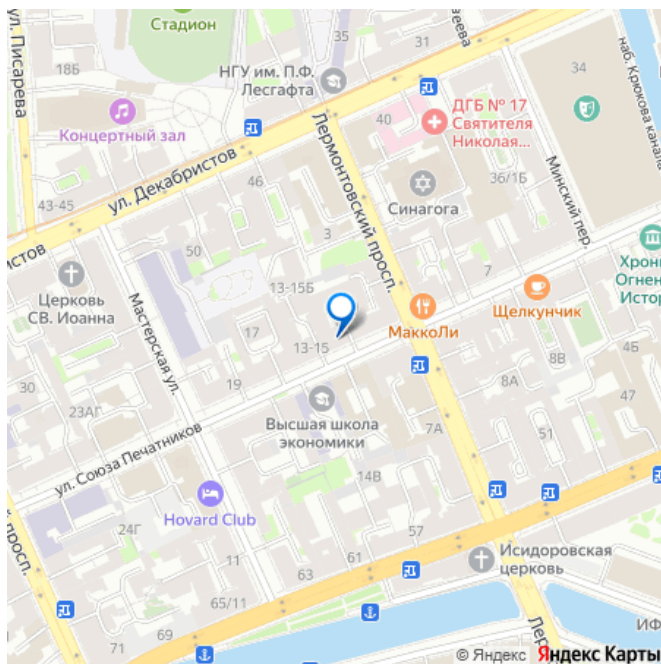 ул. Писарева
Стадион
35
31
18Б
НГУ им. П.Ф.
Лесгафта
34
наб. Крюкова канала
Концертный зал
40
ДГБ № 17
Святителя
Николая...
ул. Декабристов
Лермонтовский просп.
43-45
46
Синагога
36/1Б
Минский пер.
3
50
7
Церковь
СВ. Иоанна
13-15Б
Мастерская ул.
МаккоЛи
Щелкунчик
17
13-15
30
19
8В
4Б
23АГ
8А
47
Высшая школа
экономики
7А
ул. Союза Печатников
51
14В
Hovard Club
24Г
57
11
61
Исидоровская
церковь
63
65/11
69
71
© Яндекс Яндекс Карты